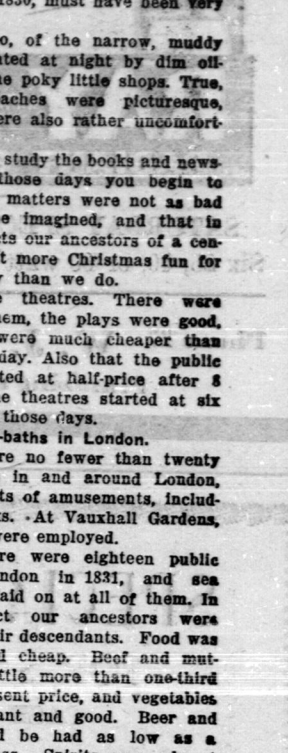 1830, must have been very
o, of the narrow, muddy
ated at night by dim oil-
ne poky little shops. True,
aches were picturesque,
ere also rather uncomfort-
study the books and news-
those days you begin to
matters were not as bad
e imagined, and that in
cts our ancestors of a cen-
t more Christmas fun for
y than we do.
e theatres. There were
hem, the plays were good,
were much cheaper than
day. Also that the public
ted at half-price after 8
e theatres started at six
those days.
-baths in London.
re no fewer than twenty
in and around London,
ts of amusements, includ-
s. At Vauxhall Gardens,
were employed.
re were eighteen public
ndon in 1831, and sea
aid on at all of them. In
ct our ancestors were
ir descendants. Food was
l cheap. Beef and mut-
ttle more than one-third
sent price, and vegetables
ant and good. Beer and
l be had as low as a